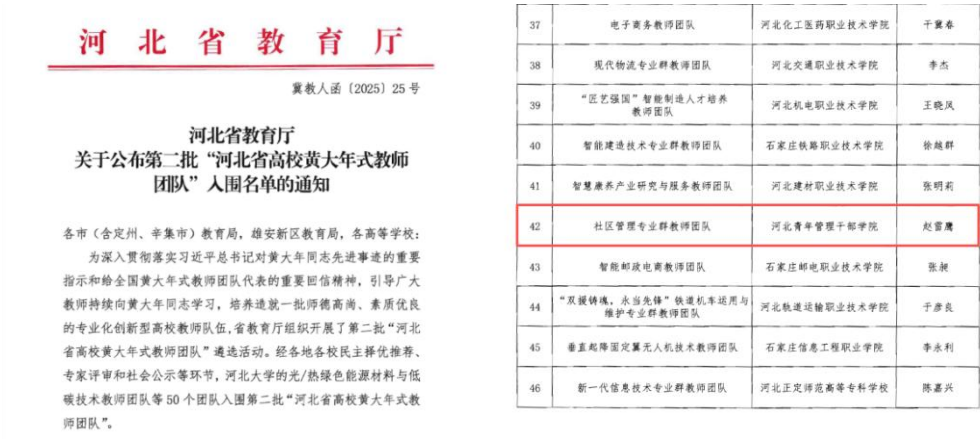 河北省教育厅
冀教人函〔2025〕25号
河北省教育厅
关于公布第二批“河北省高校黄大年式教师
团队”入围名单的通知
各市（含定州、辛集市）教育局，雄安新区教育局，各高等学校：
为深入贯彻落实习近平总书记对黄大年同志先进事迹的重要
指示和给全国黄大年式教师团队代表的重要回信精神，引导广大
教师持续向黄大年同志学习，培养造就一批师德高尚、素质优良
的专业化创新型高校教师队伍，省教育厅组织开展了第二批“河北
省高校黄大年式教师团队”遴选活动。经各地各校民主择优推荐、
专家评审和社会公示等环节，河北大学的光/热绿色能源材料与低
碳技术教师团队等50个团队入围第二批“河北省高校黄大年式教
师团队”。
37 电子商务教师团队 河北化工医药职业技术学院 干冀春
38 现代物流专业群教师团队 河北交通职业技术学院 李杰
39 “匠艺强国”智能制造人才培养
教师团队 河北机电职业技术学院 王晓凤
40 智能建造技术专业群教师团队 石家庄铁路职业技术学院 徐越群
41 智慧康养产业研究与服务教师团队 河北建材职业技术学院 张明莉
42 社区管理专业群教师团队 河北青年管理干部学院 赵雪鹰
43 智能邮政电商教师团队 石家庄邮电职业技术学院 张昶
44 “双援铸魂，永当先锋”铁道机车运用与
维护专业群教师团队 河北轨道运输职业技术学院 于彦良
45 垂直起降固定翼无人机技术教师团队 石家庄信息工程职业学院 李永利
46 新一代信息技术专业群教师团队 河北正定师范高等专科学校 陈嘉兴